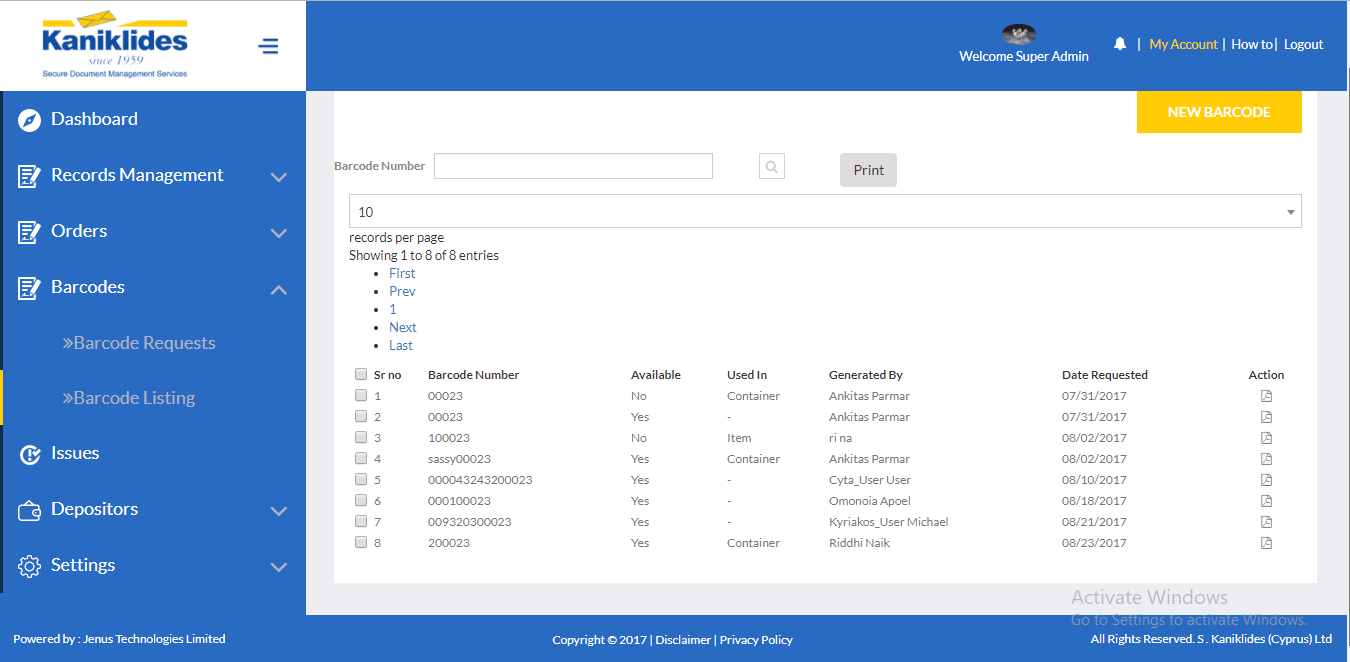 Kaniklides
since 1959
Secure Document Management Services
Welcome Super Admin
| My Account | How to | Logout
Dashboard
Records Management
Orders
Barcodes
»Barcode Requests
»Barcode Listing
Issues
Depositors
Settings
NEW BARCODE
Barcode Number
Print
10
records per page
Showing 1 to 8 of 8 entries
• First
• Prev
• 1
• Next
• Last
Sr no Barcode Number Available Used In Generated By Date Requested Action
1 00023 No Container Ankitas Parmar 07/31/2017
2 00023 Yes - Ankitas Parmar 07/31/2017
3 100023 No Item ri na 08/02/2017
4 sassy00023 Yes Container Ankitas Parmar 08/02/2017
5 000043243200023 Yes - Cyta_User User 08/10/2017
6 000100023 Yes - Omonoia Apoel 08/18/2017
7 009320300023 Yes - Kyriakos_User Michael 08/21/2017
8 200023 Yes Container Riddhi Naik 08/23/2017
Activate Windows
Go to Settings to activate Windows.
Powered by : Jenus Technologies Limited
Copyright © 2017 | Disclaimer | Privacy Policy
All Rights Reserved. S . Kaniklides (Cyprus) Ltd